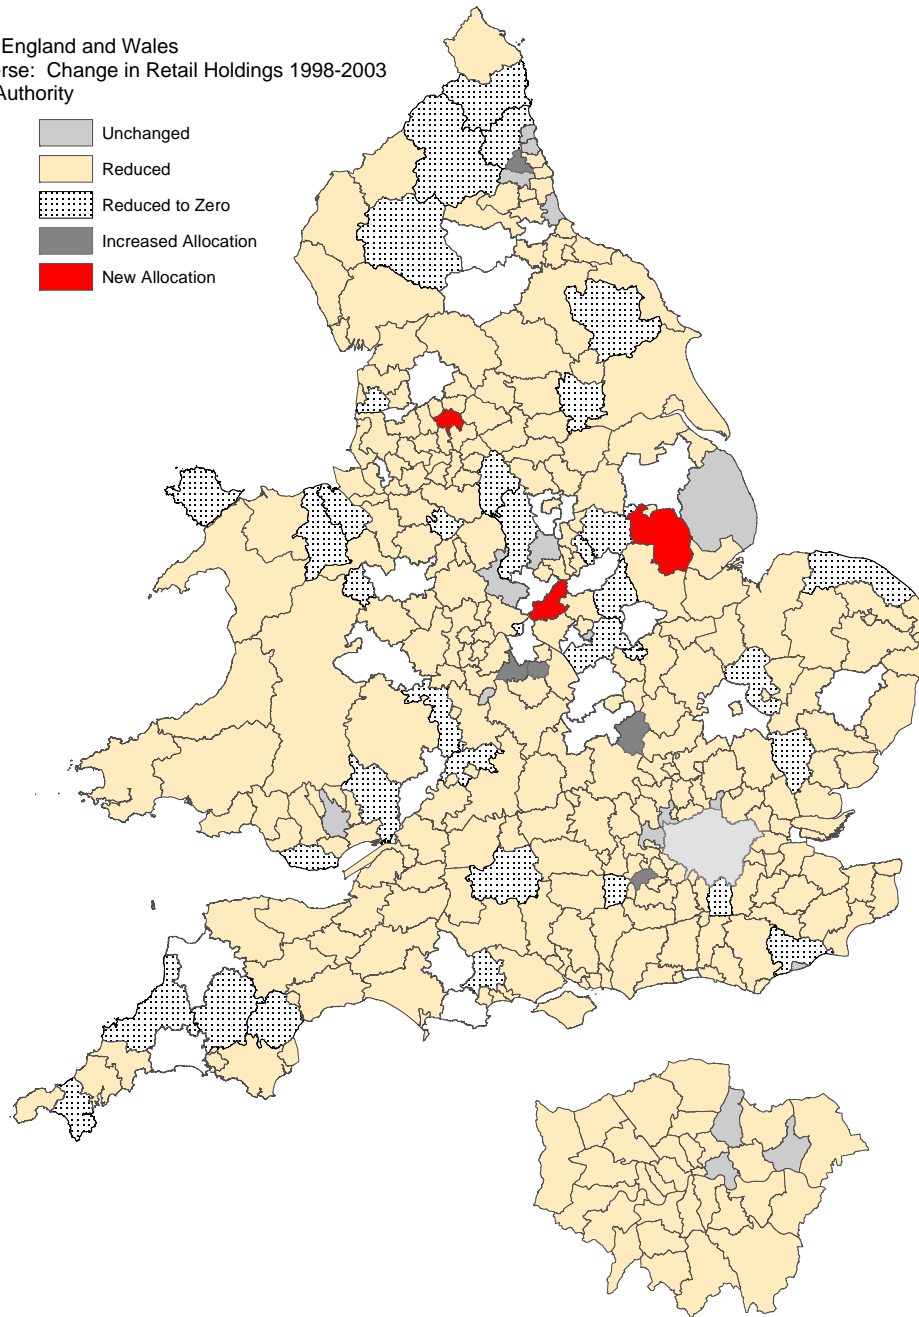 England and Wales
rse: Change in Retail Holdings 1998-2003
Authority
Unchanged
Reduced
Reduced to Zero
Increased Allocation
New Allocation